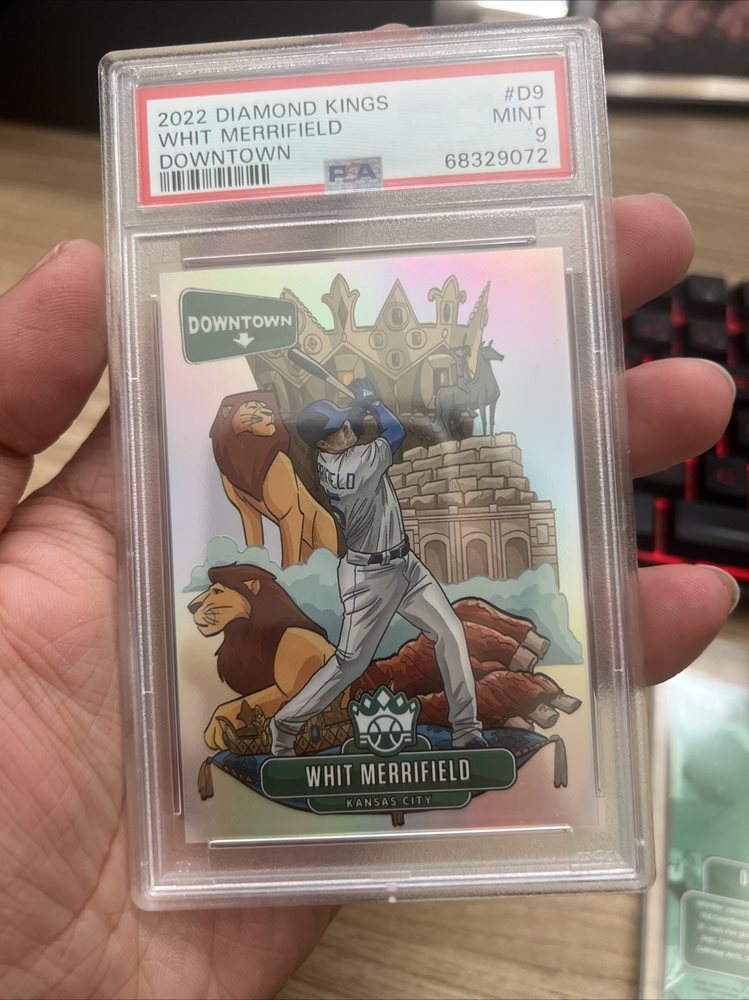 2022 DIAMOND KINGS #D9
WHIT MERRIFIELD MINT
DOWNTOWN 9
PSA 68329072
DOWNTOWN
WHIT MERRIFIELD
KANSAS CITY